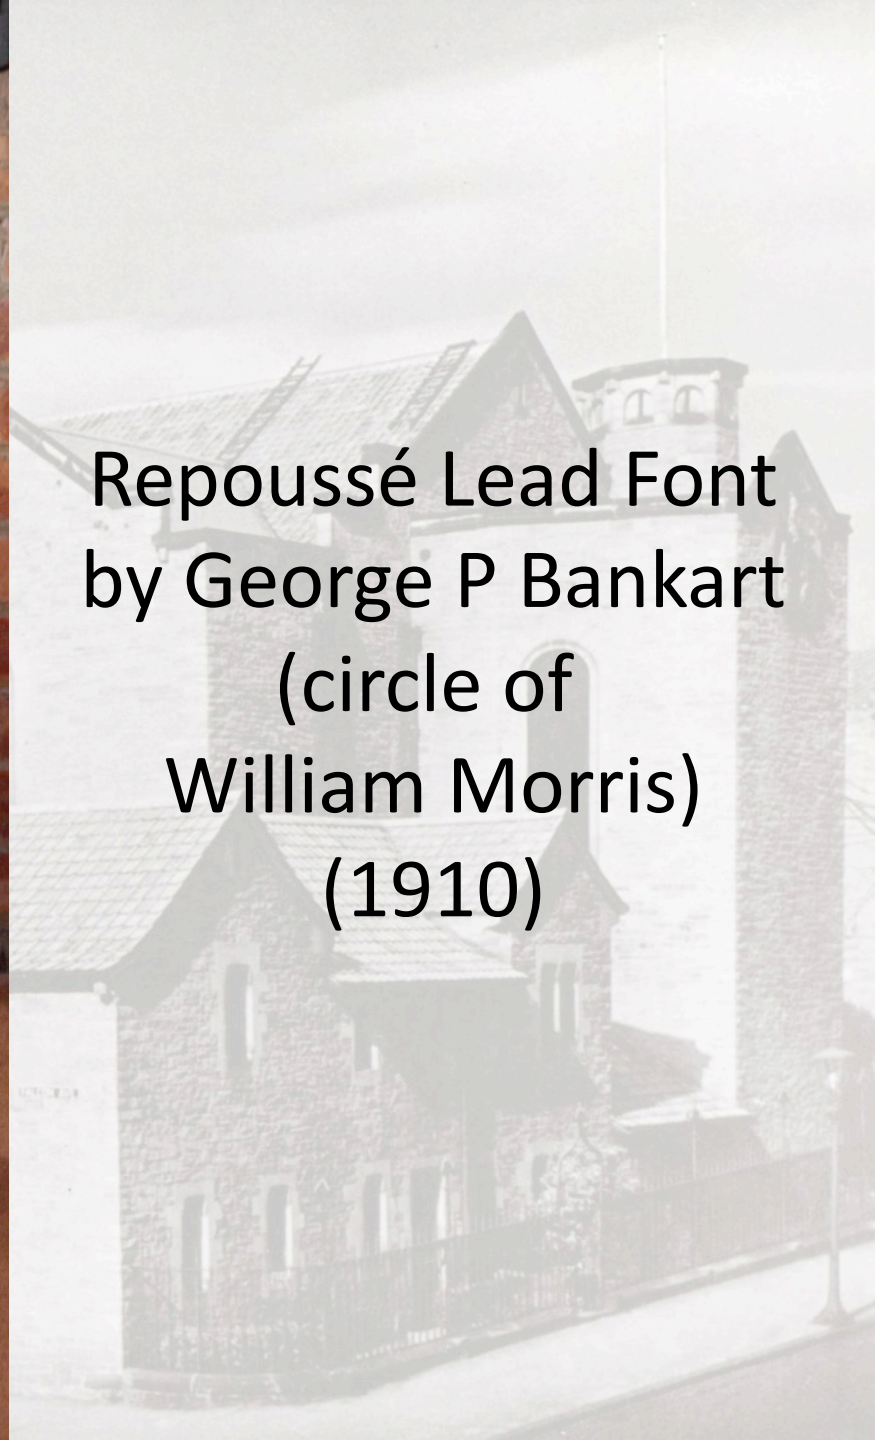 Repoussé Lead Font
by George P Bankart
(circle of
William Morris)
(1910)